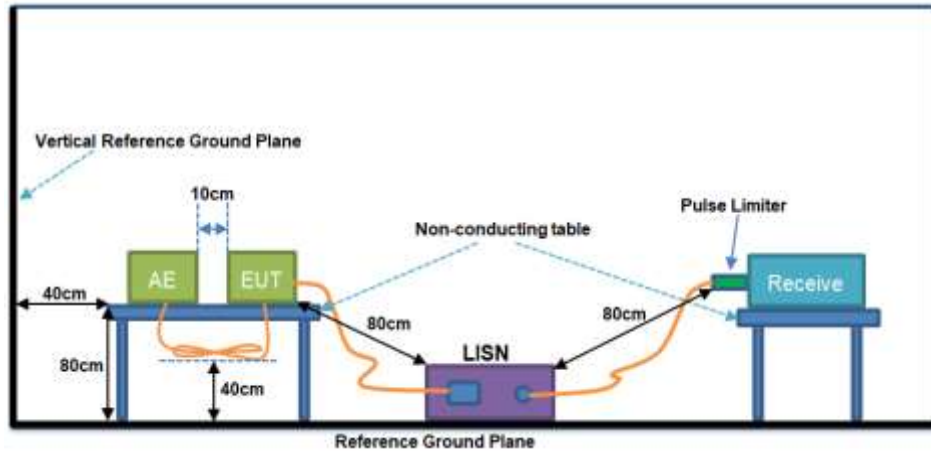 Vertical Reference Ground Plane
10cm
Pulse Limiter
Non-conducting table
AE
EUT
Receive
40cm
80cm
80cm
LISN
80cm
40cm
Reference Ground Plane